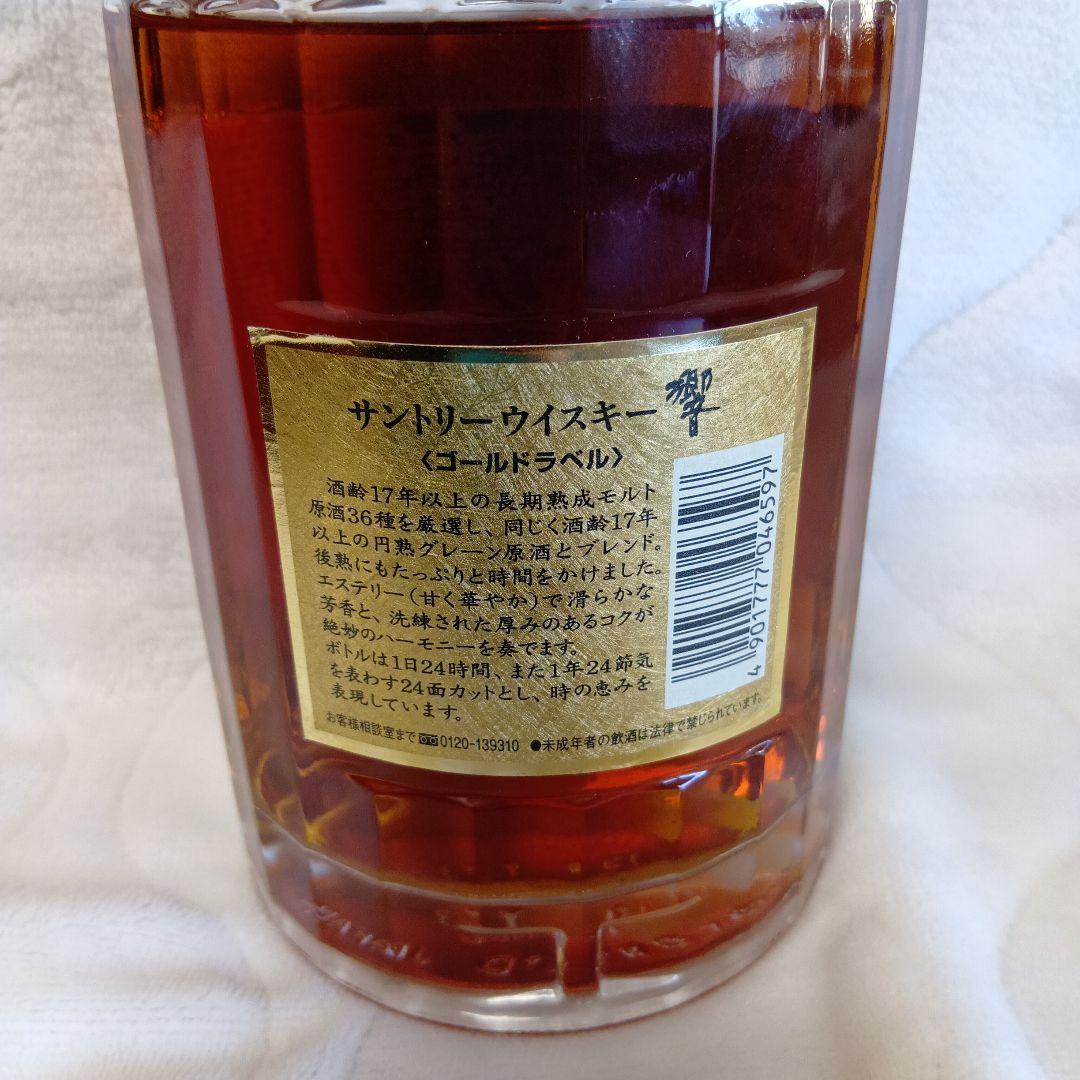 サントリーウイスキー 響
〈ゴールドラベル〉
酒齢17年以上の長期熟成モルト
原酒36種を厳選し、同じく酒齢17年
以上の円熟グレーン原酒とブレンド。
後熟にもたっぷりと時間をかけました。
エステリー(甘く華やか)で滑らかな
芳香と、洗練された厚みのあるコクが
絶妙のハーモニーを奏でます。
ボトルは1日24時間、また1年24節気
を表わす24面カットとし、時の恵みを
表現しています。
お客様相談室まで 0120-139310 ●未成年者の飲酒は法律で禁じられています。
4 901777 046597